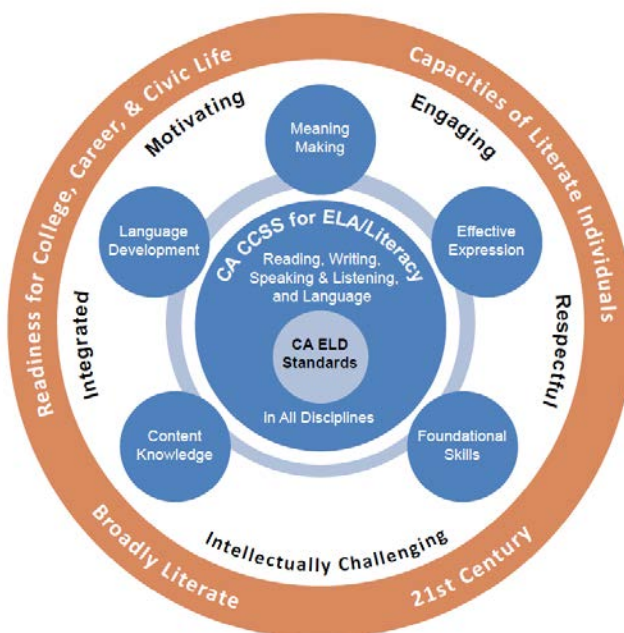 Readiness for College, Career, & Civic Life
Capacities of Literate Individuals
Motivating
Engaging
Meaning
Making
Language
Development
Effective
Expression
CA CCSS for ELA/Literacy
Reading, Writing,
Speaking & Listening,
and Language
CA ELD
Standards
in All Disciplines
Integrated
Respectful
Content
Knowledge
Foundational
Skills
Intellectually Challenging
Broadly Literate
21st Century